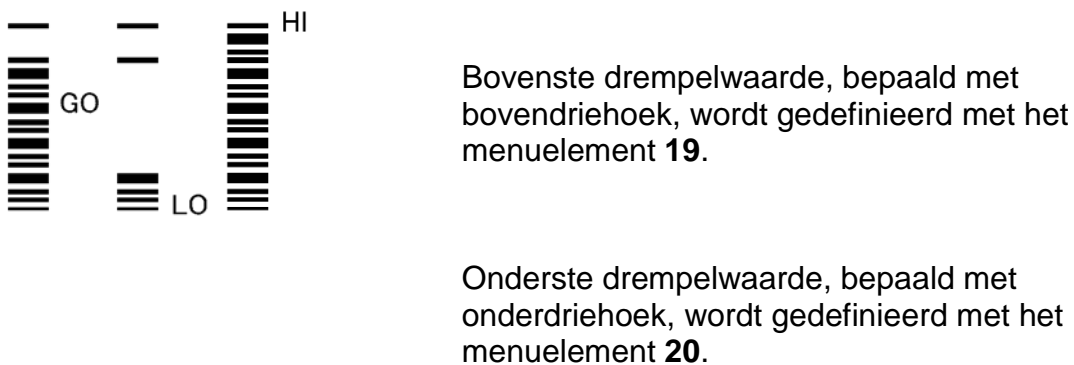 HI
GO
LO
Bovenste drempelwaarde, bepaald met
bovendriehoek, wordt gedefinieerd met het
menuelement 19.
Onderste drempelwaarde, bepaald met
onderdriehoek, wordt gedefinieerd met het
menuelement 20.